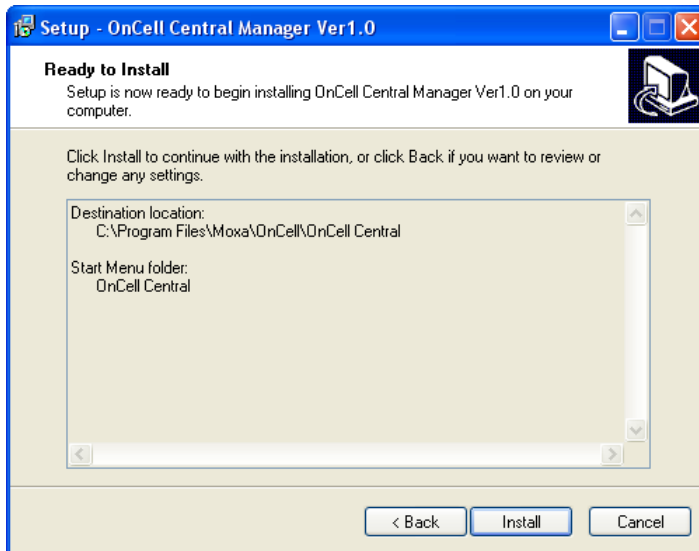 Setup - OnCell Central Manager Ver1.0
Ready to Install
Setup is now ready to begin installing OnCell Central Manager Ver1.0 on your
computer.
Click Install to continue with the installation, or click Back if you want to review or
change any settings.
Destination location:
C:\Program Files\Moxa\OnCell\OnCell Central
Start Menu folder:
OnCell Central
< Back
Install
Cancel